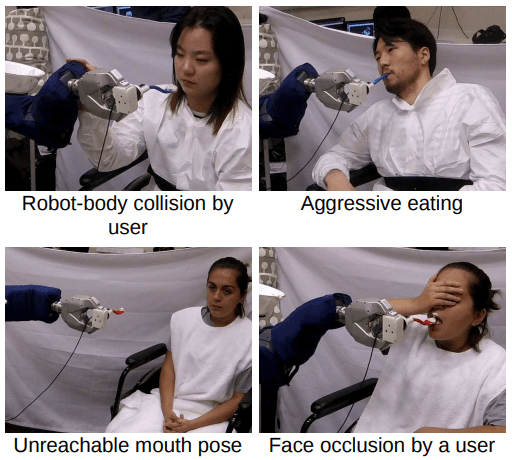 Robot-body collision by
user
Aggressive eating
Unreachable mouth pose
Face occlusion by a user